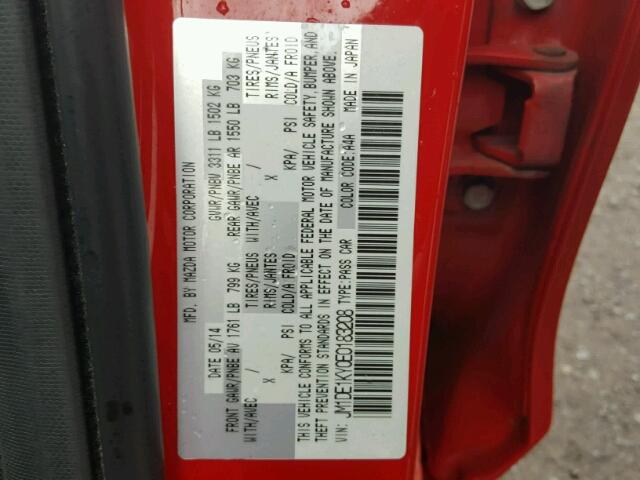 MFD. BY MAZDA MOTOR CORPORATION
DATE 05/14 GVWR/PNBV 3311 LB 1502 KG
FRONT GAWR/PNBE AV 1761 LB 799 KG REAR GAWR/PNBE AR 1550 LB 703 KG
WITH/AVEC / TIRES/PNEUS WITH/AVEC / TIRES/PNEUS
X RIMS/JANTES X RIMS/JANTES
KPA/ PSI COLD/A FROID KPA/ PSI COLD/A FROID
THIS VEHICLE CONFORMS TO ALL APPLICABLE FEDERAL MOTOR VEHICLE SAFETY, BUMPER, AND
THEFT PREVENTION STANDARDS IN EFFECT ON THE DATE OF MANUFACTURE SHOWN ABOVE.
VIN: JM1DE1KY0E0183208 TYPE:PASS CAR COLOR CODE:A4A MADE IN JAPAN